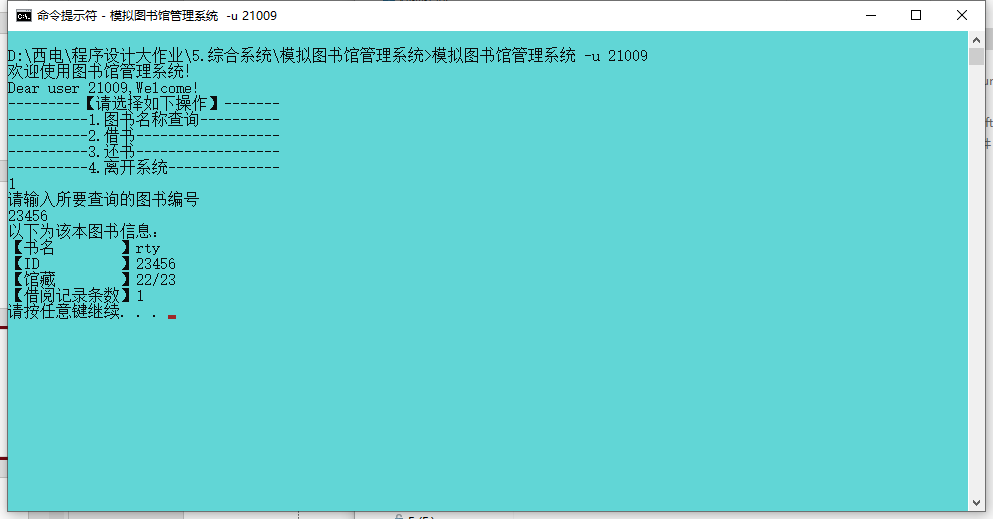 命令提示符 - 模拟图书馆管理系统 -u 21009
D:\西电\程序设计大作业\5.综合系统\模拟图书馆管理系统>模拟图书馆管理系统 -u 21009
欢迎使用图书馆管理系统!
Dear user 21009,Welcome!
---------【请选择如下操作】-------
----------1.图书名称查询----------
----------2.借书------------------
----------3.还书------------------
----------4.离开系统--------------
1
请输入所要查询的图书编号
23456
以下为该本图书信息:
【书名 】rty
【ID 】23456
【馆藏 】22/23
【借阅记录条数】1
请按任意键继续. . .